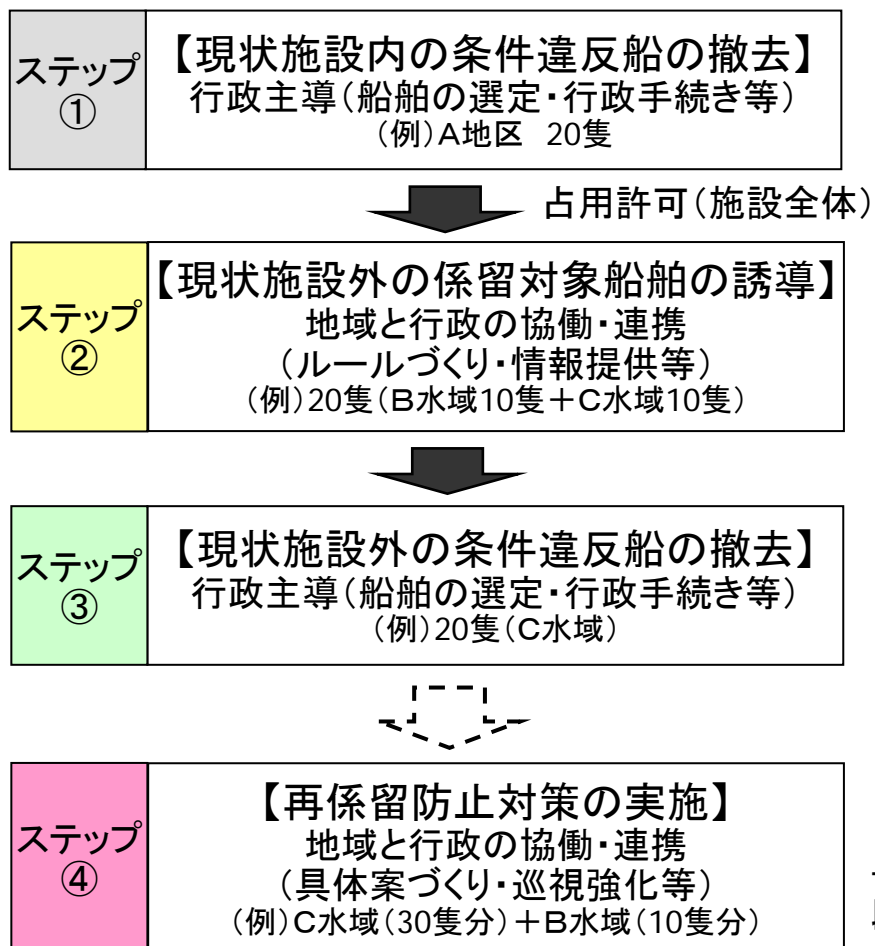 ステップ
①
【現状施設内の条件違反船の撤去】
行政主導(船舶の選定・行政手続き等)
(例)A地区 20隻
占用許可(施設全体)
ステップ
②
【現状施設外の係留対象船舶の誘導】
地域と行政の協働・連携
(ルールづくり・情報提供等)
(例)20隻(B水域10隻+C水域10隻)
ステップ
③
【現状施設外の条件違反船の撤去】
行政主導(船舶の選定・行政手続き等)
(例)20隻(C水域)
ステップ
④
【再係留防止対策の実施】
地域と行政の協働・連携
(具体案づくり・巡視強化等)
(例)C水域(30隻分)+B水域(10隻分)